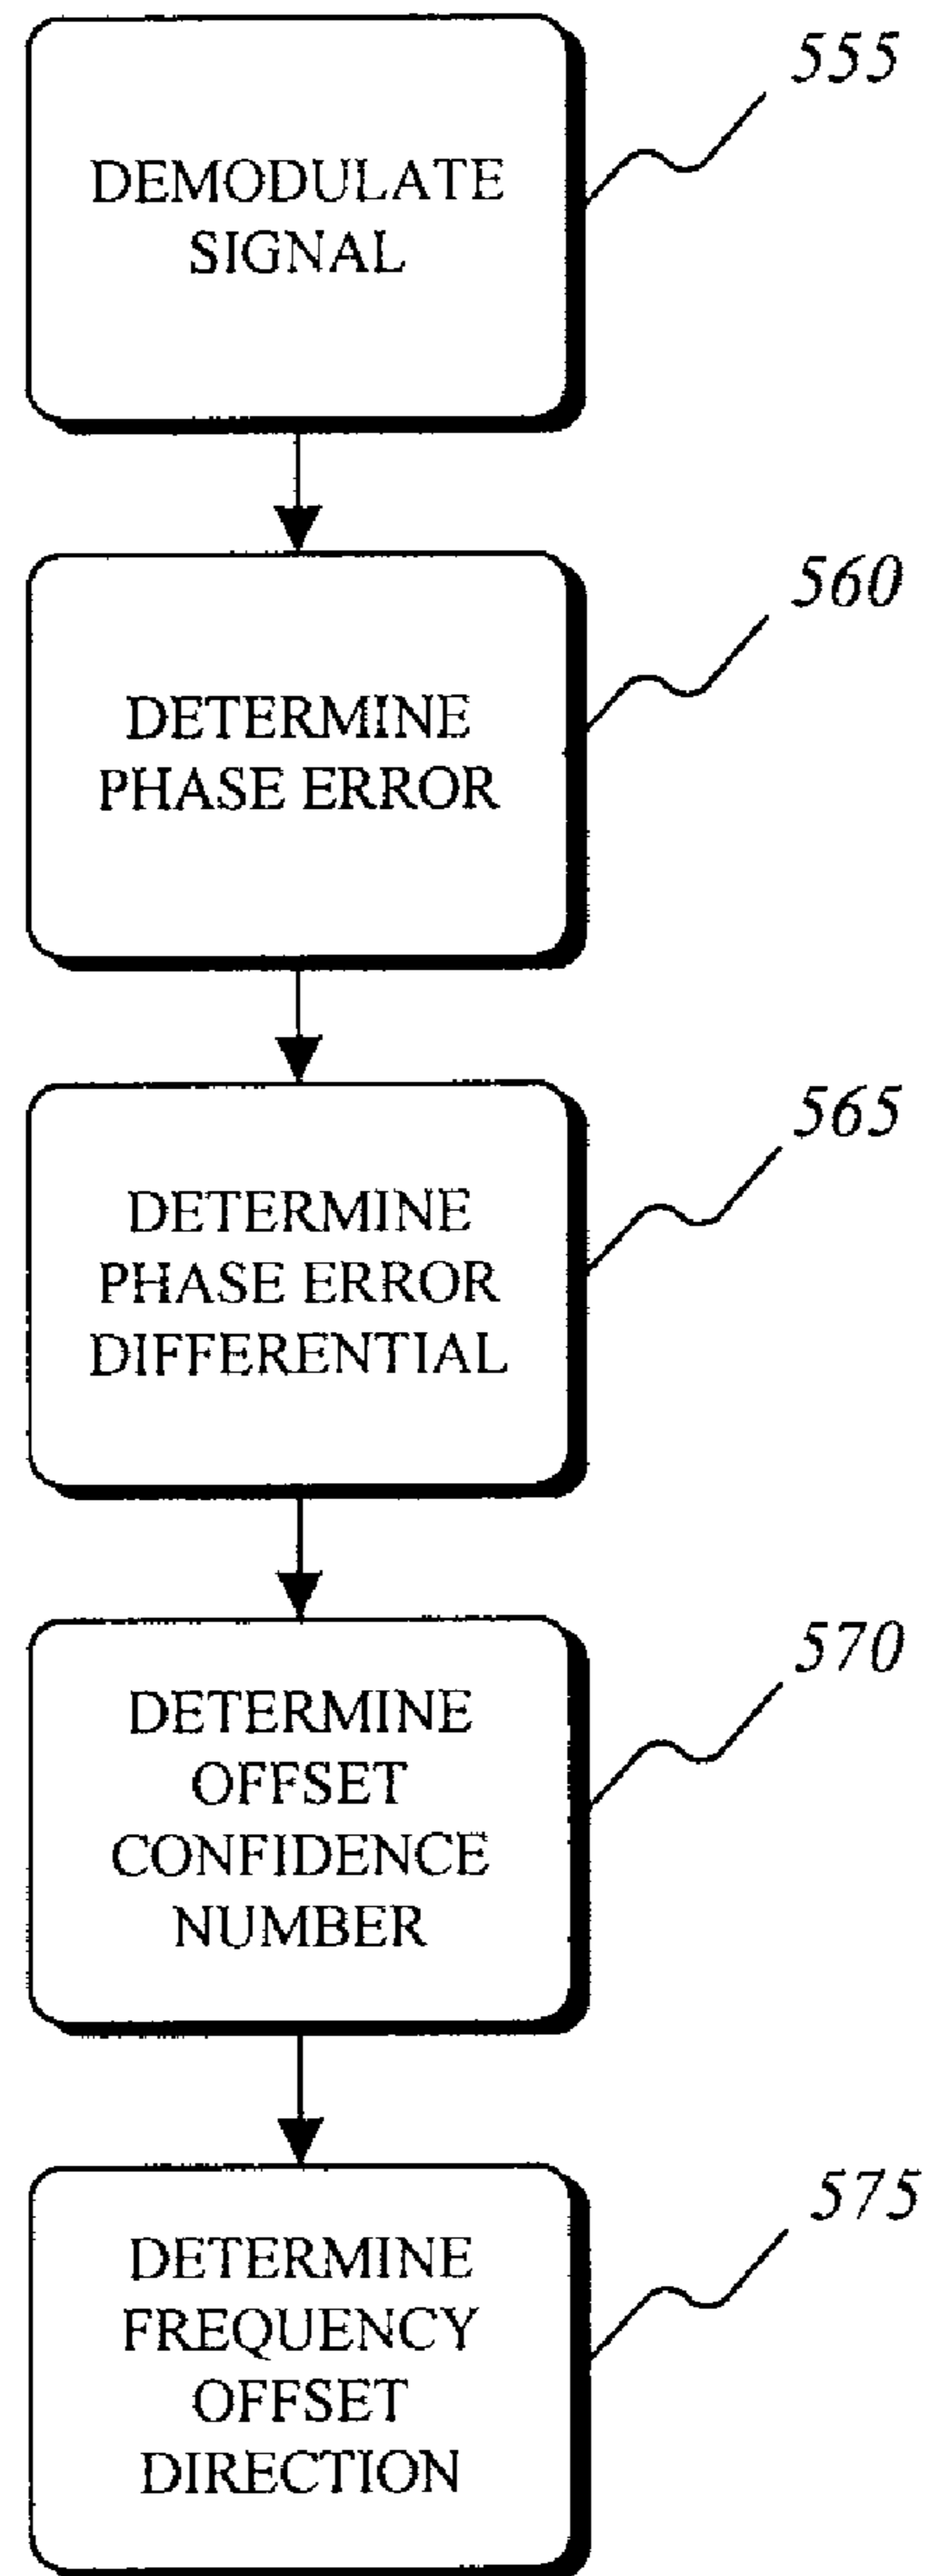 555
DEMODULATE
SIGNAL
560
DETERMINE
PHASE ERROR
565
DETERMINE
PHASE ERROR
DIFFERENTIAL
570
DETERMINE
OFFSET
CONFIDENCE
NUMBER
575
DETERMINE
FREQUENCY
OFFSET
DIRECTION